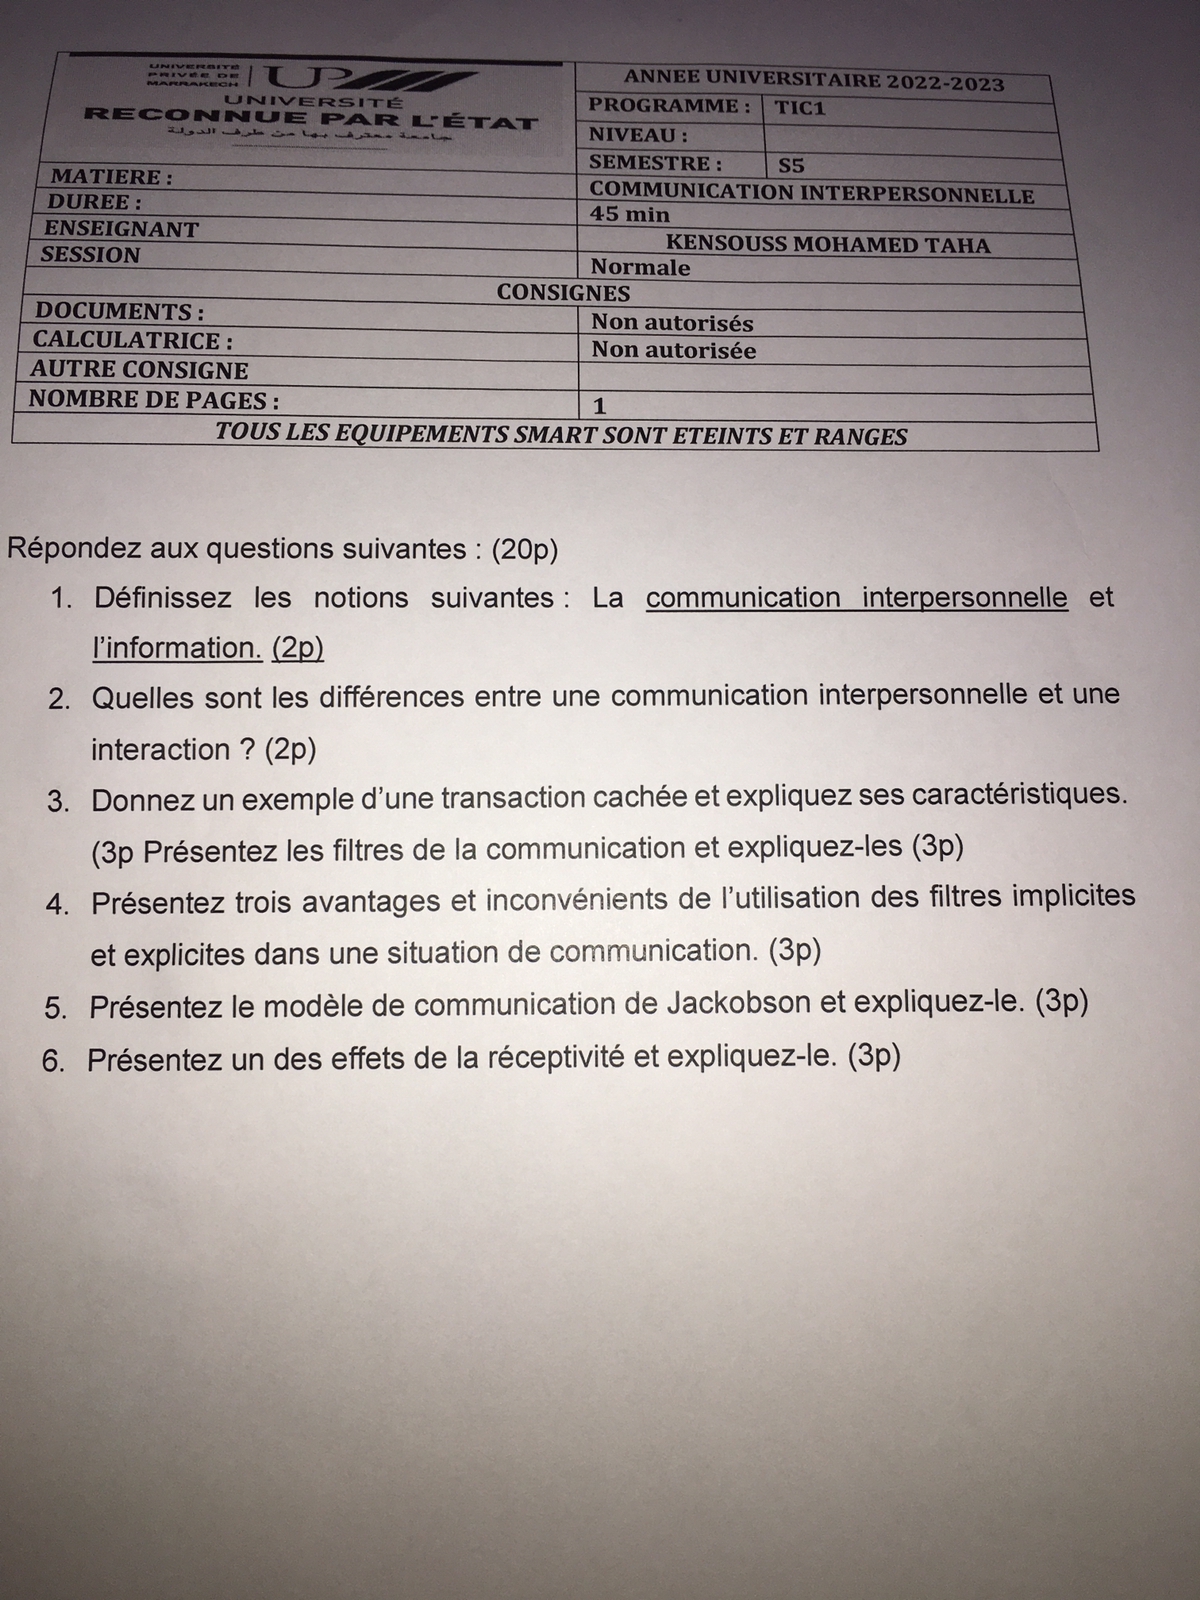 UNIVERSITÉ
PRIVÉE DE
MARRAKECH
UP
UNIVERSITÉ
RECONNUE PAR L'ÉTAT
جامعة معترف بها من طرف الدولة
ANNEE UNIVERSITAIRE 2022-2023
PROGRAMME : TIC1
NIVEAU :
SEMESTRE : S5
MATIERE : COMMUNICATION INTERPERSONNELLE
DUREE : 45 min
ENSEIGNANT KENSOUSS MOHAMED TAHA
SESSION Normale
CONSIGNES
DOCUMENTS : Non autorisés
CALCULATRICE : Non autorisée
AUTRE CONSIGNE
NOMBRE DE PAGES : 1
TOUS LES EQUIPEMENTS SMART SONT ETEINTS ET RANGES
Répondez aux questions suivantes : (20p)
1. Définissez les notions suivantes : La communication interpersonnelle et
l'information. (2p)
2. Quelles sont les différences entre une communication interpersonnelle et une
interaction ? (2p)
3. Donnez un exemple d'une transaction cachée et expliquez ses caractéristiques.
(3p Présentez les filtres de la communication et expliquez-les (3p)
4. Présentez trois avantages et inconvénients de l'utilisation des filtres implicites
et explicites dans une situation de communication. (3p)
5. Présentez le modèle de communication de Jackobson et expliquez-le. (3p)
6. Présentez un des effets de la réceptivité et expliquez-le. (3p)